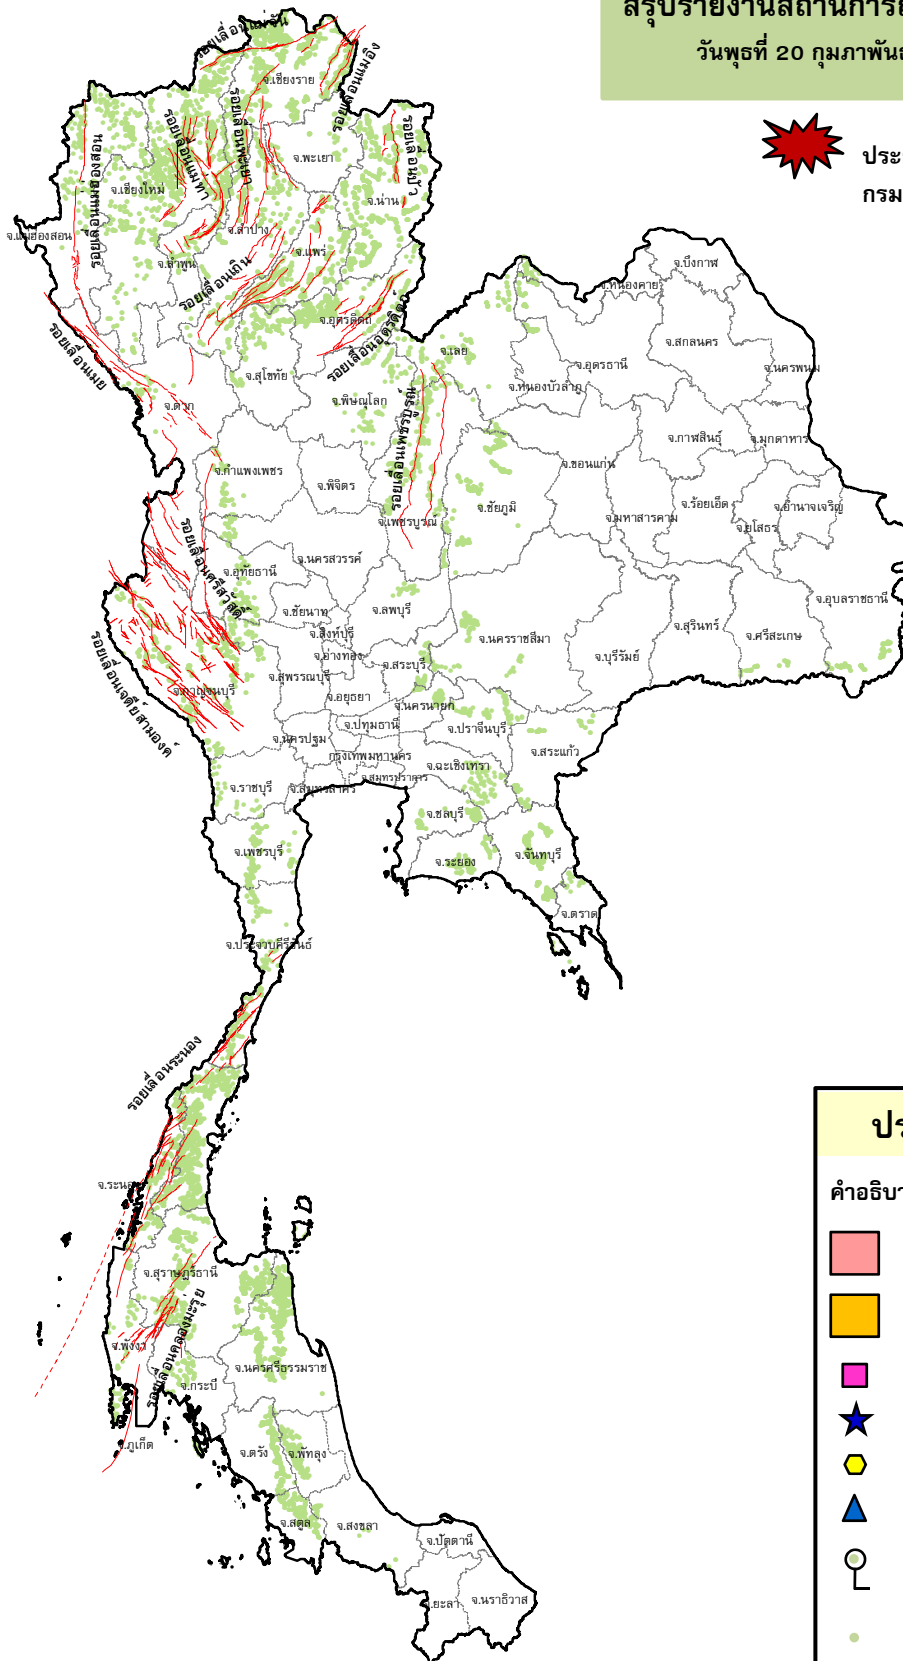 สรุปรายงานสถานการณ์
วันพุธที่ 20 กุมภาพัน
ประ
กรม
รอยเลื่อนแม่จัน
รอยเลื่อนแม่อิง
จ.เชียงราย
รอยเลื่อนพะเยา
รอยเลื่อนแม่ทา
รอยเลื่อนปัว
จ.พะเยา
รอยเลื่อนแม่ฮ่องสอน
จ.เชียงใหม่
จ.น่าน
จ.แม่ฮ่องสอน
จ.ลำปาง
จ.แพร่
จ.ลำพูน
รอยเลื่อนเถิน
จ.บึงกาฬ
จ.หนองคาย
จ.อุตรดิตถ์
รอยเลื่อนอุตรดิตถ์
รอยเลื่อนเมย
จ.เลย
จ.สกลนคร
จ.นครพนม
จ.อุดรธานี
จ.สุโขทัย
จ.หนองบัวลำภู
จ.ตาก
จ.พิษณุโลก
รอยเลื่อนเพชรบูรณ์
จ.กาฬสินธุ์
จ.มุกดาหาร
จ.กำแพงเพชร
จ.พิจิตร
จ.ขอนแก่น
จ.ชัยภูมิ
จ.ร้อยเอ็ด
จ.อำนาจเจริญ
จ.มหาสารคาม
จ.ยโสธร
จ.เพชรบูรณ์
รอยเลื่อนศรีสวัสดิ์
จ.นครสวรรค์
จ.อุทัยธานี
จ.ชัยนาท
จ.ลพบุรี
จ.อุบลราชธานี
จ.สิงห์บุรี
จ.นครราชสีมา
จ.สุรินทร์
จ.ศรีสะเกษ
จ.อ่างทอง
จ.สระบุรี
จ.บุรีรัมย์
รอยเลื่อนเจดีย์สามองค์
จ.สุพรรณบุรี
จ.กาญจนบุรี
จ.อยุธยา
จ.นครนายก
จ.ปทุมธานี
จ.ปราจีนบุรี
จ.นครปฐม
กรุงเทพมหานคร
จ.สระแก้ว
จ.ฉะเชิงเทรา
จ.สมทรปราการ
จ.ราชบุรี
จ.สมุทรสาคร
จ.ชลบุรี
จ.เพชรบุรี
จ.ระยอง
จ.จันทบุรี
จ.ตราด
จ.ประจวบคีรีขันธ์
รอยเลื่อนระนอง
จ.ระนอง
จ.สุราษฎร์ธานี
รอยเลื่อนคลองมะรุ่ย
จ.พังงา
จ.นครศรีธรรมราช
จ.กระบี่
จ.ภูเก็ต
จ.ตรัง
จ.พัทลุง
จ.สตูล
จ.สงขลา
จ.ปัตตานี
จ.ยะลา
จ.นราธิวาส
ปร
คำอธิบา